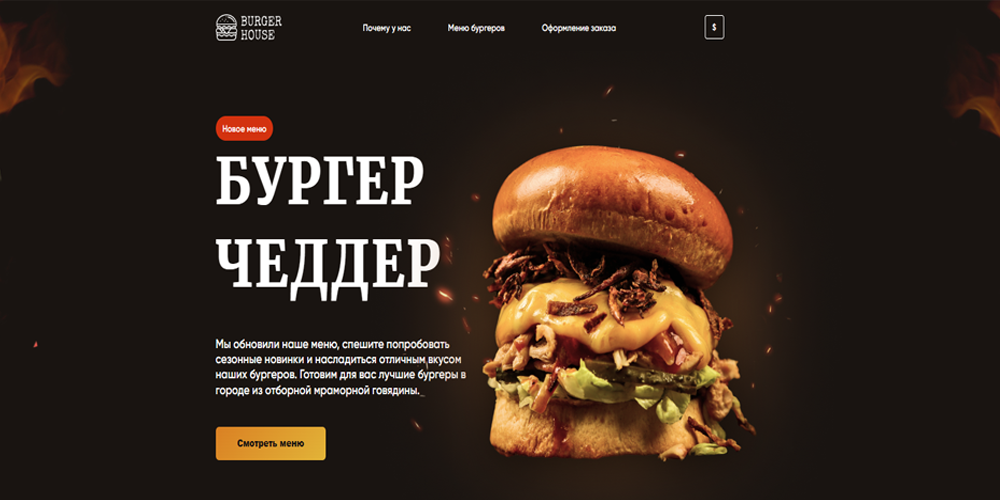 BURGER
HOUSE
Почему у нас
Меню бургеров
Оформление заказа
$
Новое меню
БУРГЕР
ЧЕДДЕР
Мы обновили наше меню, спешите попробовать
сезонные новинки и насладиться отличным вкусом
наших бургеров. Готовим для вас лучшие бургеры в
городе из отборной мраморной говядины.
Смотреть меню